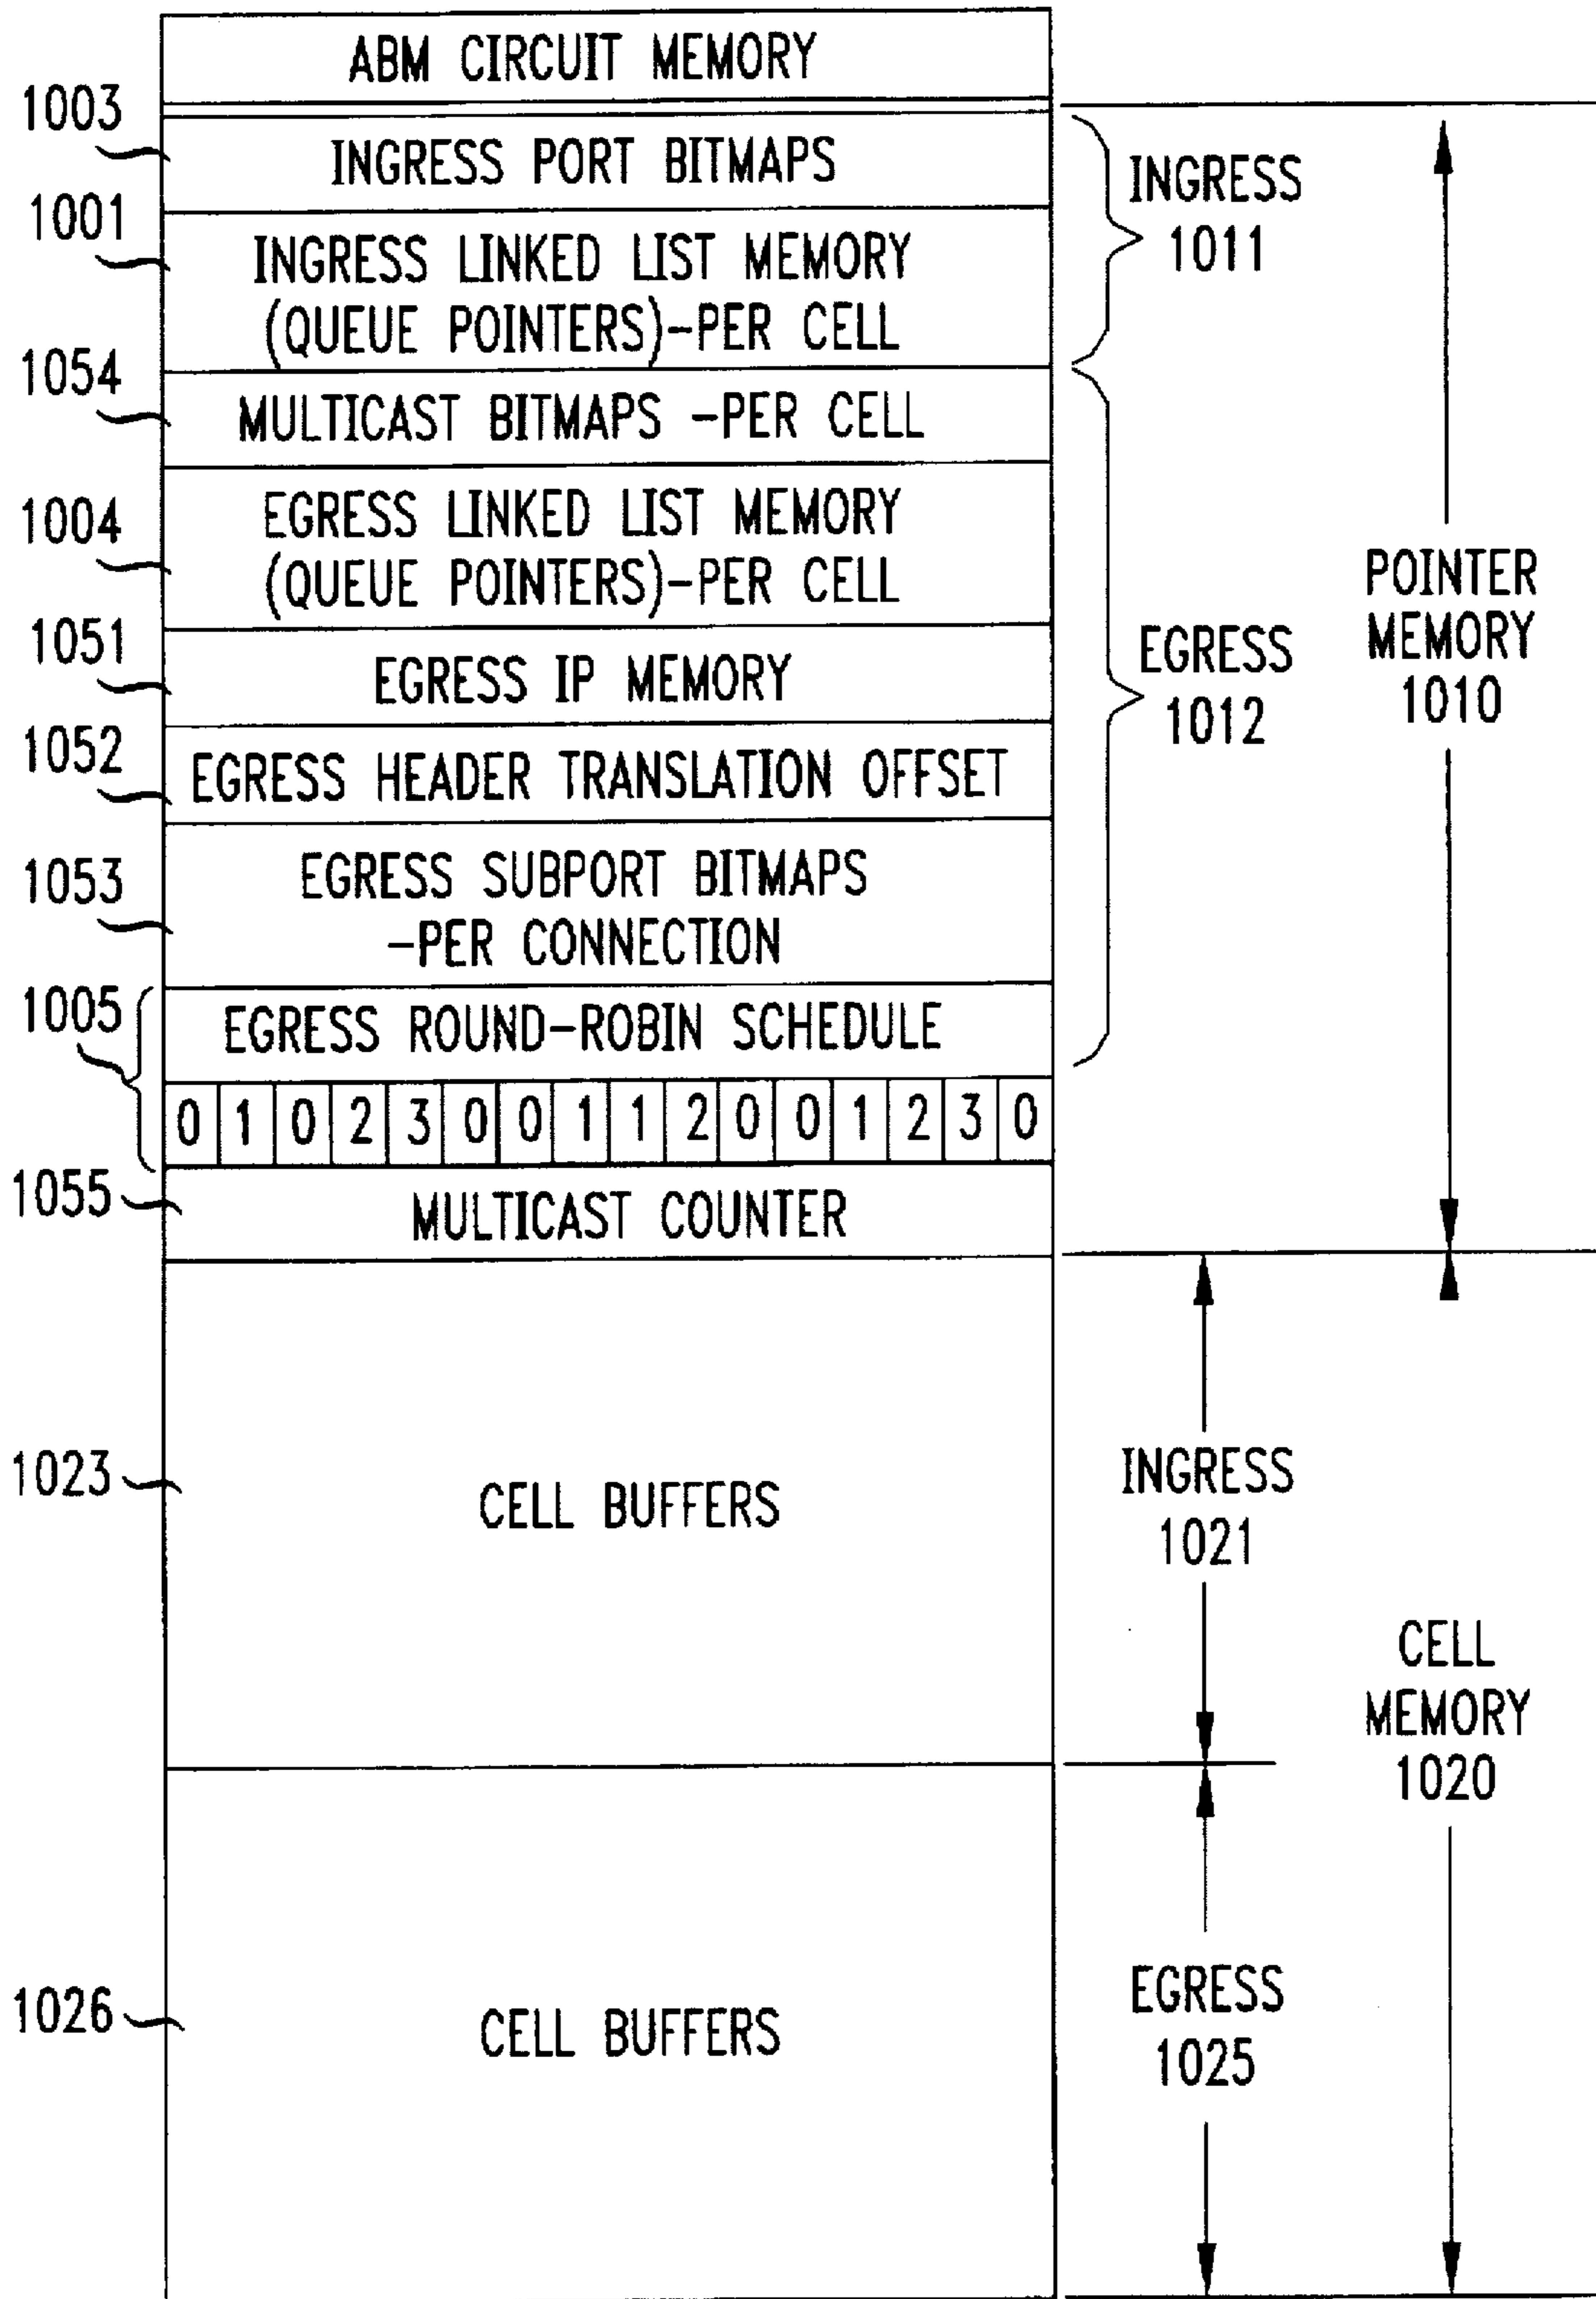 ABM CIRCUIT MEMORY
1003
INGRESS PORT BITMAPS
1001
INGRESS LINKED LIST MEMORY
(QUEUE POINTERS)-PER CELL
INGRESS
1011
1054
MULTICAST BITMAPS -PER CELL
1004
EGRESS LINKED LIST MEMORY
(QUEUE POINTERS)-PER CELL
1051
EGRESS IP MEMORY
1052
EGRESS HEADER TRANSLATION OFFSET
1053
EGRESS SUBPORT BITMAPS
-PER CONNECTION
1005
EGRESS ROUND-ROBIN SCHEDULE
0 1 0 2 3 0 0 1 1 2 0 0 1 2 3 0
EGRESS
1012
1055
MULTICAST COUNTER
POINTER
MEMORY
1010
1023
CELL BUFFERS
INGRESS
1021
1026
CELL BUFFERS
EGRESS
1025
CELL
MEMORY
1020